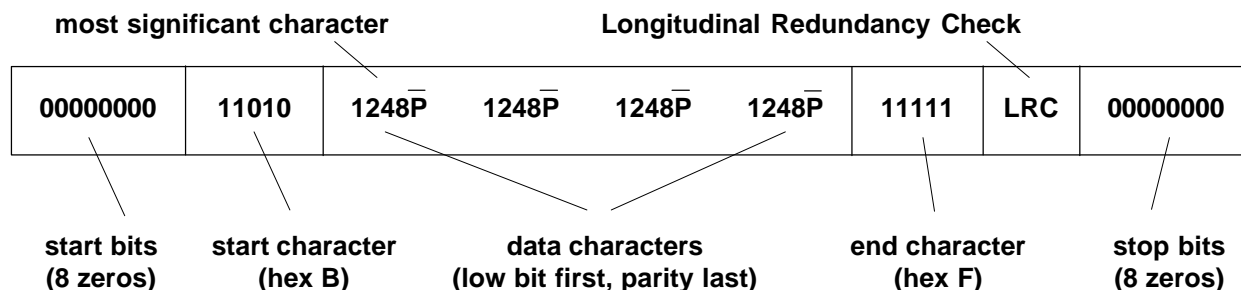 most significant character Longitudinal Redundancy Check
00000000 11010 1248P̅ 1248P̅ 1248P̅ 1248P̅ 11111 LRC 00000000
start bits start character data characters end character stop bits
(8 zeros) (hex B) (low bit first, parity last) (hex F) (8 zeros)